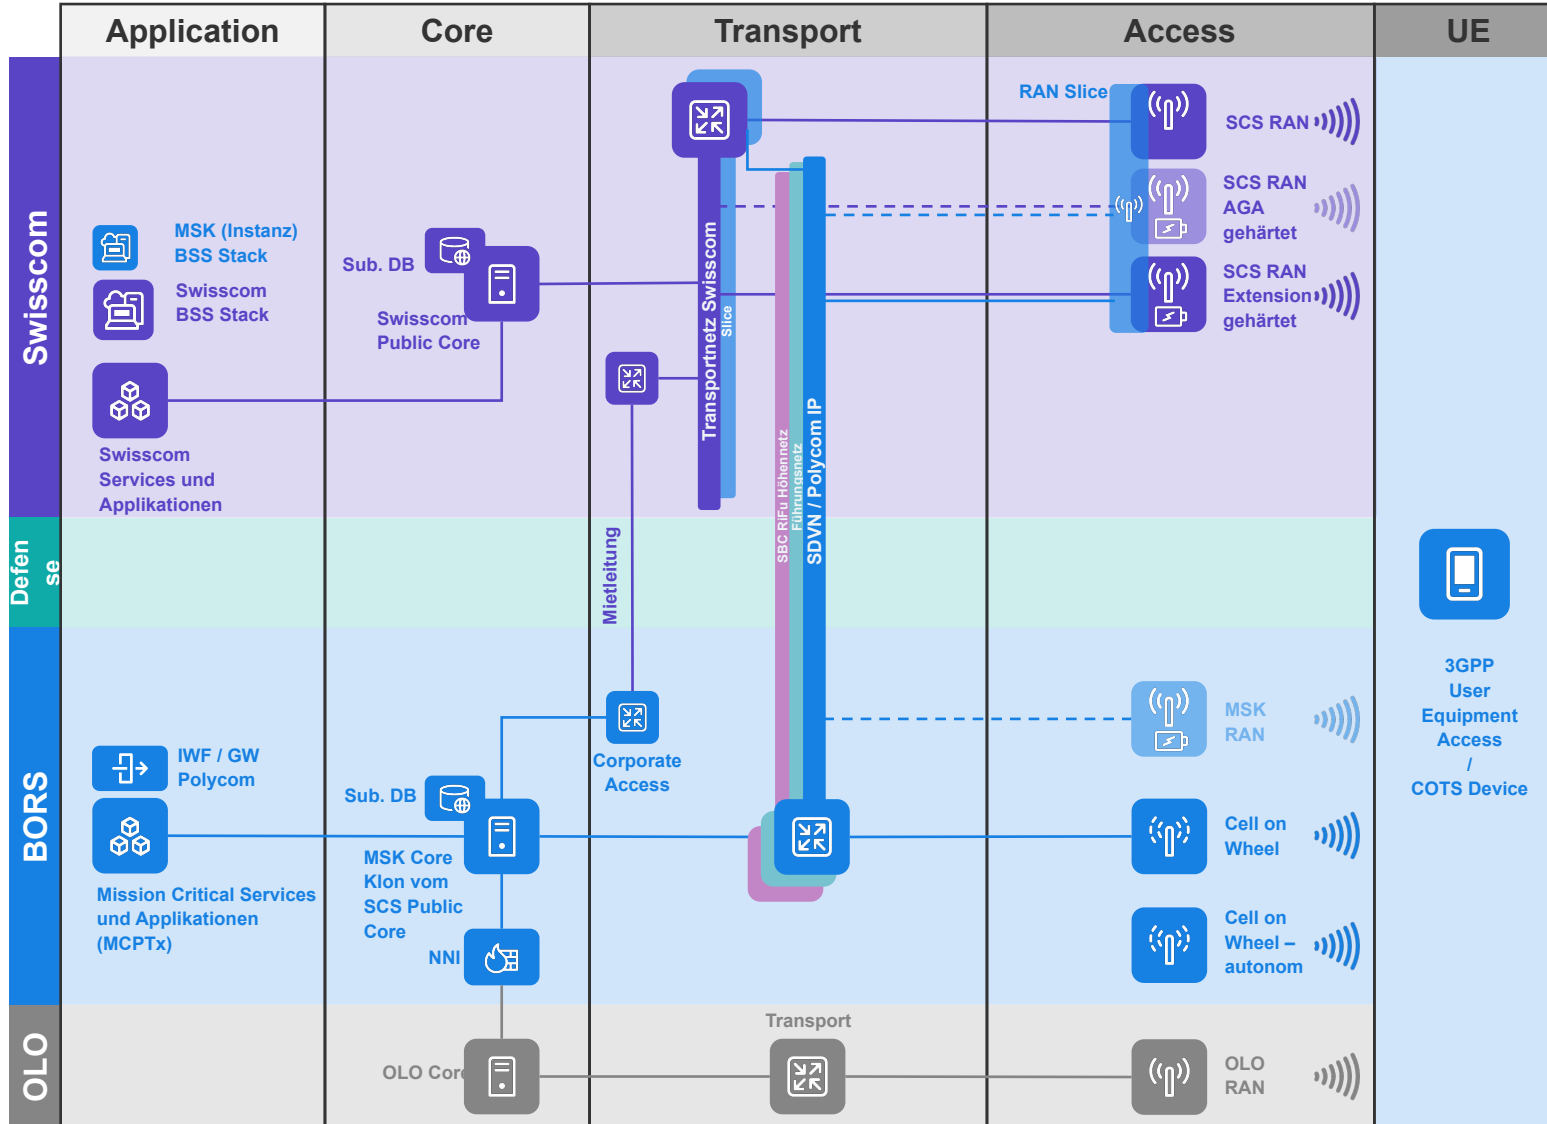 Application
Core
Transport
Access
UE
Swisscom
MSK (Instanz)
BSS Stack
Swisscom
BSS Stack
Swisscom
Services und
Applikationen
Sub. DB
Swisscom
Public Core
Transportnetz Swisscom
Slice
SBC RiFu Höhennetz
Führungsnetz
SDVN / Polycom IP
Mietleitung
RAN Slice
SCS RAN
SCS RAN
AGA
gehärtet
SCS RAN
Extension
gehärtet
Defen
se
BORS
IWF / GW
Polycom
Mission Critical Services
und Applikationen
(MCPTx)
Sub. DB
MSK Core
Klon vom
SCS Public
Core
NNI
Corporate
Access
MSK
RAN
Cell on
Wheel
Cell on
Wheel –
autonom
3GPP
User
Equipment
Access
/
COTS Device
OLO
OLO Core
Transport
OLO
RAN